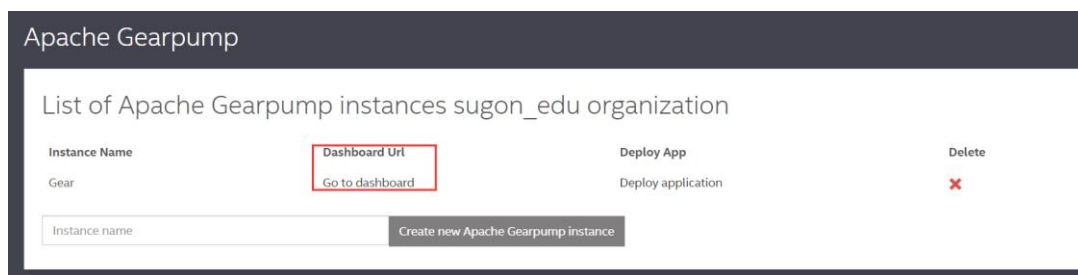 Apache Gearpump
List of Apache Gearpump instances sugon_edu organization
Instance Name Dashboard Url Deploy App Delete
Gear Go to dashboard Deploy application
Instance name Create new Apache Gearpump instance